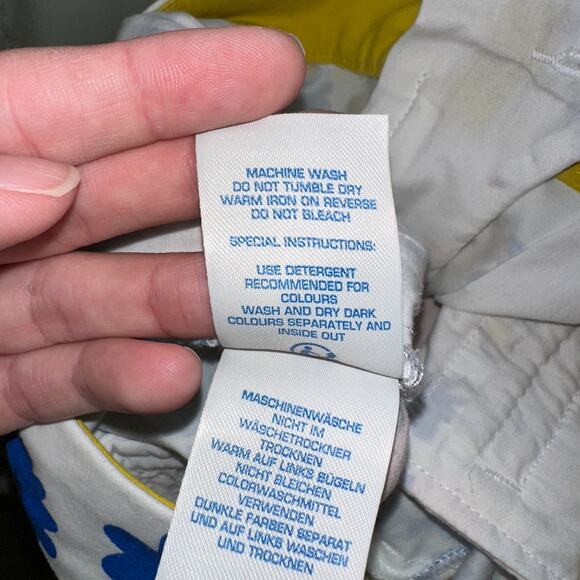 MACHINE WASH
DO NOT TUMBLE DRY
WARM IRON ON REVERSE
DO NOT BLEACH
SPECIAL INSTRUCTIONS:
USE DETERGENT
RECOMMENDED FOR
COLOURS
WASH AND DRY DARK
COLOURS SEPARATELY AND
INSIDE OUT
MASCHINENWÄSCHE
NICHT IM
WÄSCHETROCKNER
TROCKNEN
WARM AUF LINKS BÜGELN
NICHT BLEICHEN
COLORWASCHMITTEL
VERWENDEN
DUNKLE FARBEN SEPARAT
UND AUF LINKS WASCHEN
UND TROCKNEN